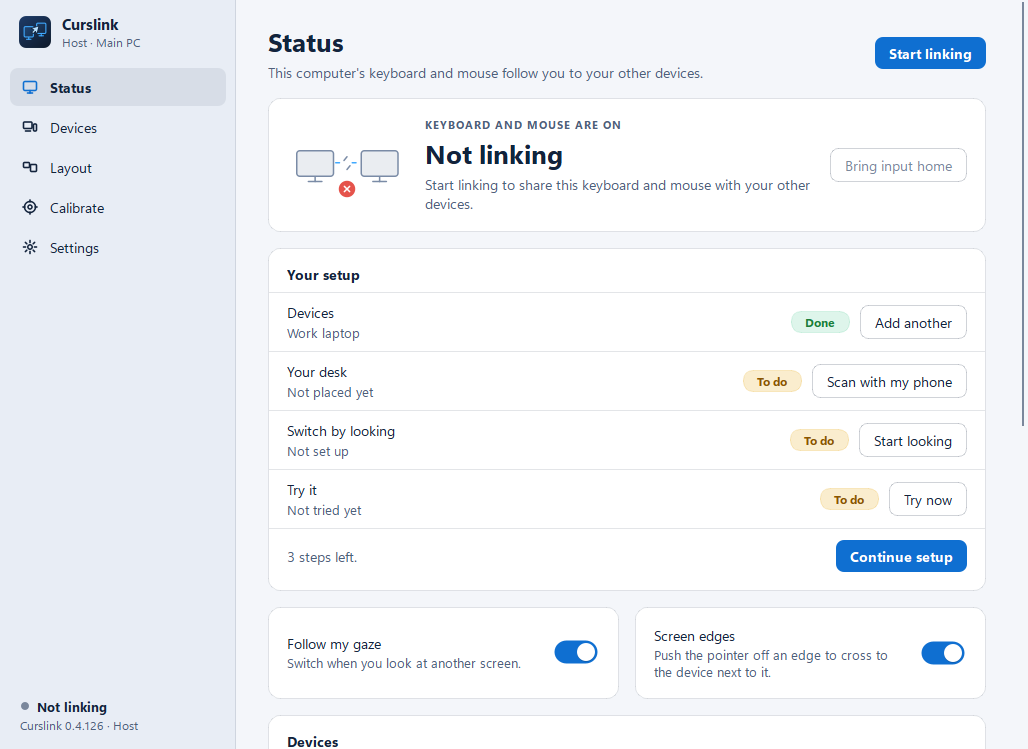 Curslink
Host · Main PC
Status
Devices
Layout
Calibrate
Settings
Not linking
Curslink 0.4.126 · Host
Status
This computer's keyboard and mouse follow you to your other devices.
Start linking
KEYBOARD AND MOUSE ARE ON
Not linking
Start linking to share this keyboard and mouse with your other
devices.
Bring input home
Your setup
Devices
Work laptop
Done
Add another
Your desk
Not placed yet
To do
Scan with my phone
Switch by looking
Not set up
To do
Start looking
Try it
Not tried yet
To do
Try now
3 steps left.
Continue setup
Follow my gaze
Switch when you look at another screen.
Screen edges
Push the pointer off an edge to cross to
the device next to it.
Devices